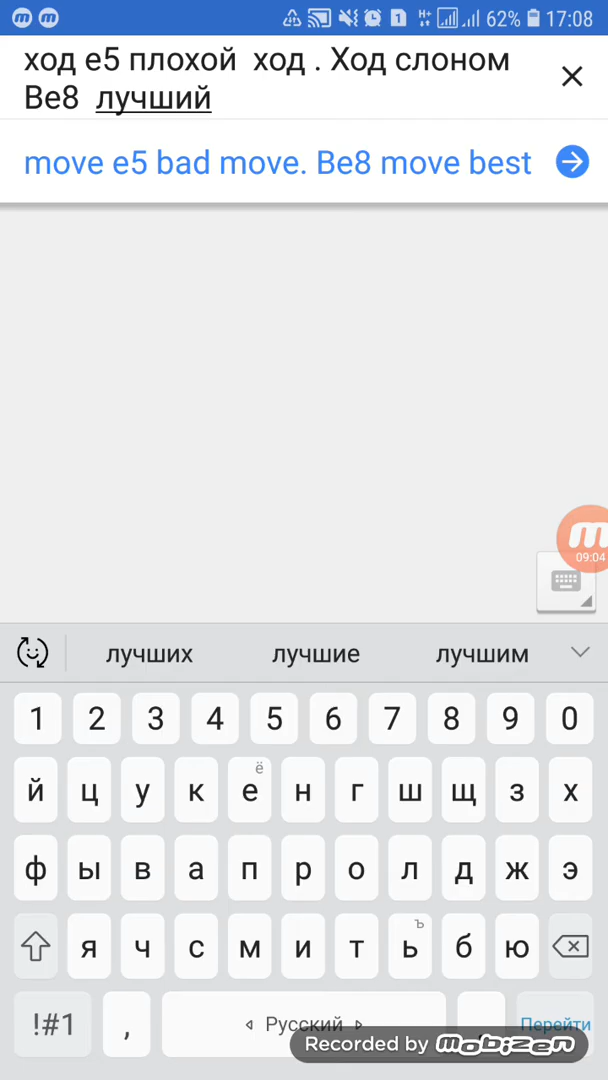 62% 17:08
ход e5 плохой ход . Ход слоном
Be8 лучший
move e5 bad move. Be8 move best
09:04
лучших лучшие лучшим
1 2 3 4 5 6 7 8 9 0
ё
й ц у к е н г ш щ з х
ф ы в а п р о л д ж э
ъ
я ч с м и т ь б ю
!#1 , Русский Перейти
Recorded by mobizen